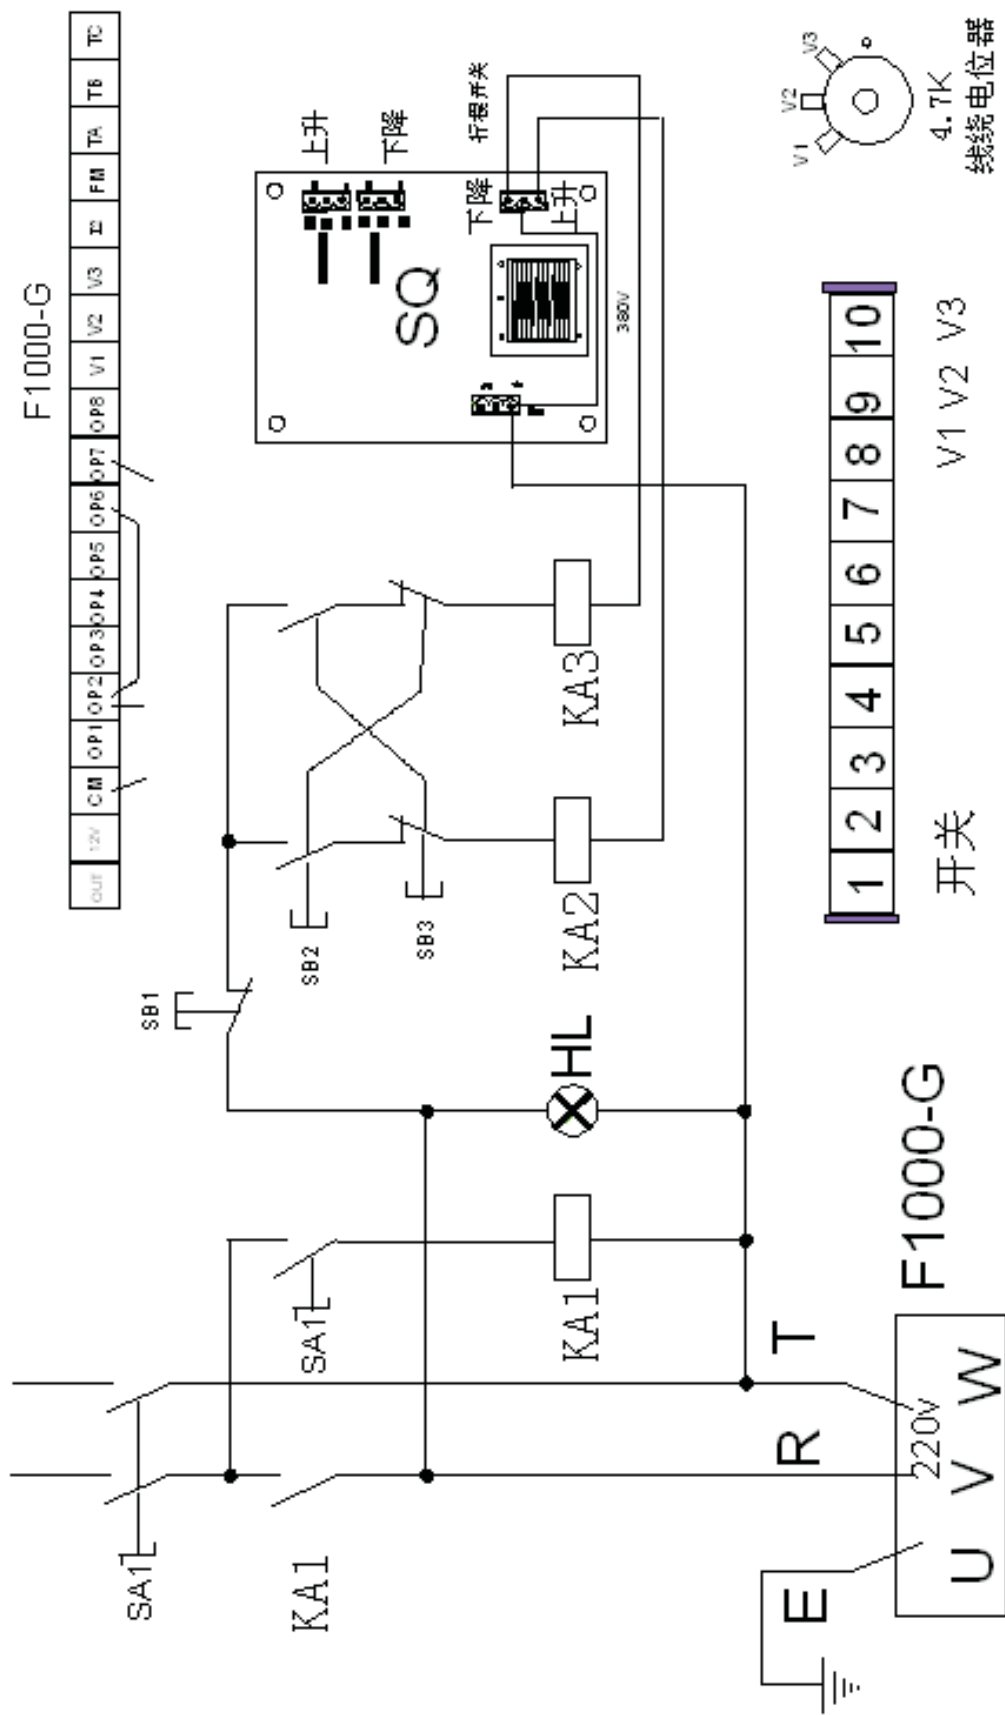 F1000-G
OUT 12V CM OP1 OP2 OP3 OP4 OP5 OP6 OP7 OP8 V1 V2 V3 I2 FM TA TB TC
SB1
SB2
SB3
上升
下降
SQ
行程开关
下降
上升
380V
SA1
KA1
SA1
KA1
HL
KA2
KA3
R
T
E
220V
U V W
F1000-G
1 2 3 4 5 6 7 8 9 10
开关
V1 V2 V3
V1
V2
V3
4.7K
线绕电位器